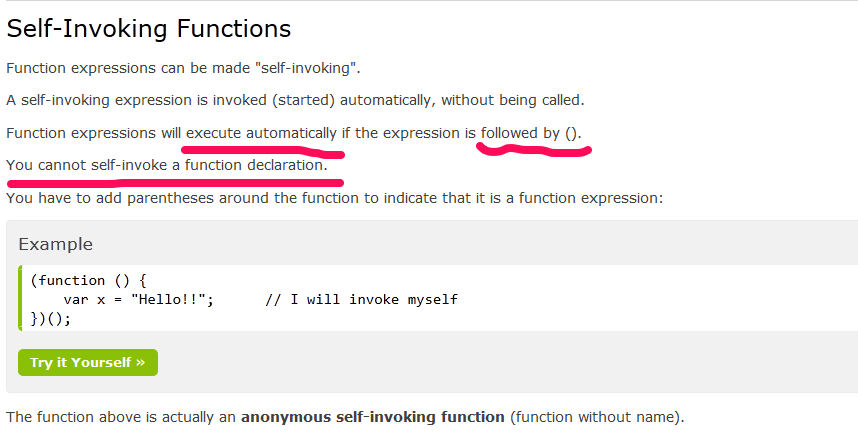 Self-Invoking Functions
Function expressions can be made "self-invoking".
A self-invoking expression is invoked (started) automatically, without being called.
Function expressions will execute automatically if the expression is followed by ().
You cannot self-invoke a function declaration.
You have to add parentheses around the function to indicate that it is a function expression:
Example
(function () {
    var x = "Hello!!";      // I will invoke myself
})();
Try it Yourself »
The function above is actually an anonymous self-invoking function (function without name).